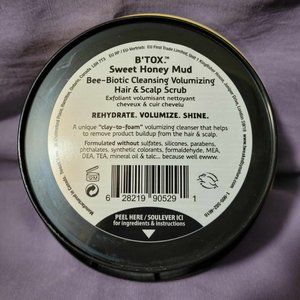 B'TOX.™
Sweet Honey Mud
Bee-Biotic Cleansing Volumizing
Hair & Scalp Scrub
Exfoliant volumisant nettoyant
cheveux & cuir chevelu
REHYDRATE. VOLUMIZE. SHINE.
A unique "clay-to-foam" volumizing cleanser that helps
to remove product buildup from the hair & scalp.
Formulated without sulfates, silicones, parabens,
phthalates, synthetic colorants, formaldehyde, MEA,
DEA, TEA, mineral oil & talc... because well ewww.
6 28219 90529 1
PEEL HERE / SOULEVER ICI
for ingredients & instructions